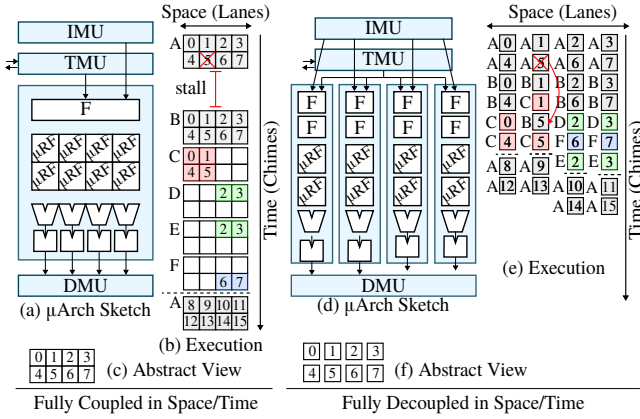 Space (Lanes)
IMU
TMU
F
µRF µRF µRF µRF
µRF µRF µRF µRF
DMU
(a) µArch Sketch
A 0 1 2 3
4 5 6 7
stall
B 0 1 2 3
4 5 6 7
C 0 1
4 5
D 2 3
E 2 3
F
6 7
A 8 9 10 11
12 13 14 15
(b) Execution
Time (Chimes)
0 1 2 3
4 5 6 7
(c) Abstract View
Fully Coupled in Space/Time
IMU
TMU
F F F F
F F F F
µRF µRF µRF µRF
µRF µRF µRF µRF
DMU
(d) µArch Sketch
Space (Lanes)
A 0 A 1 A 2 A 3
A 4 A 5 A 6 A 7
B 0 B 1 B 2 B 3
B 4 C 1 B 6 B 7
C 0 B 5 D 2 D 3
C 4 C 5 F 6 F 7
E 2 E 3
A 8 A 9
A 12 A 13 A 10 A 11
A 14 A 15
(e) Execution
Time (Chimes)
0 1 2 3
4 5 6 7
(f) Abstract View
Fully Decoupled in Space/Time